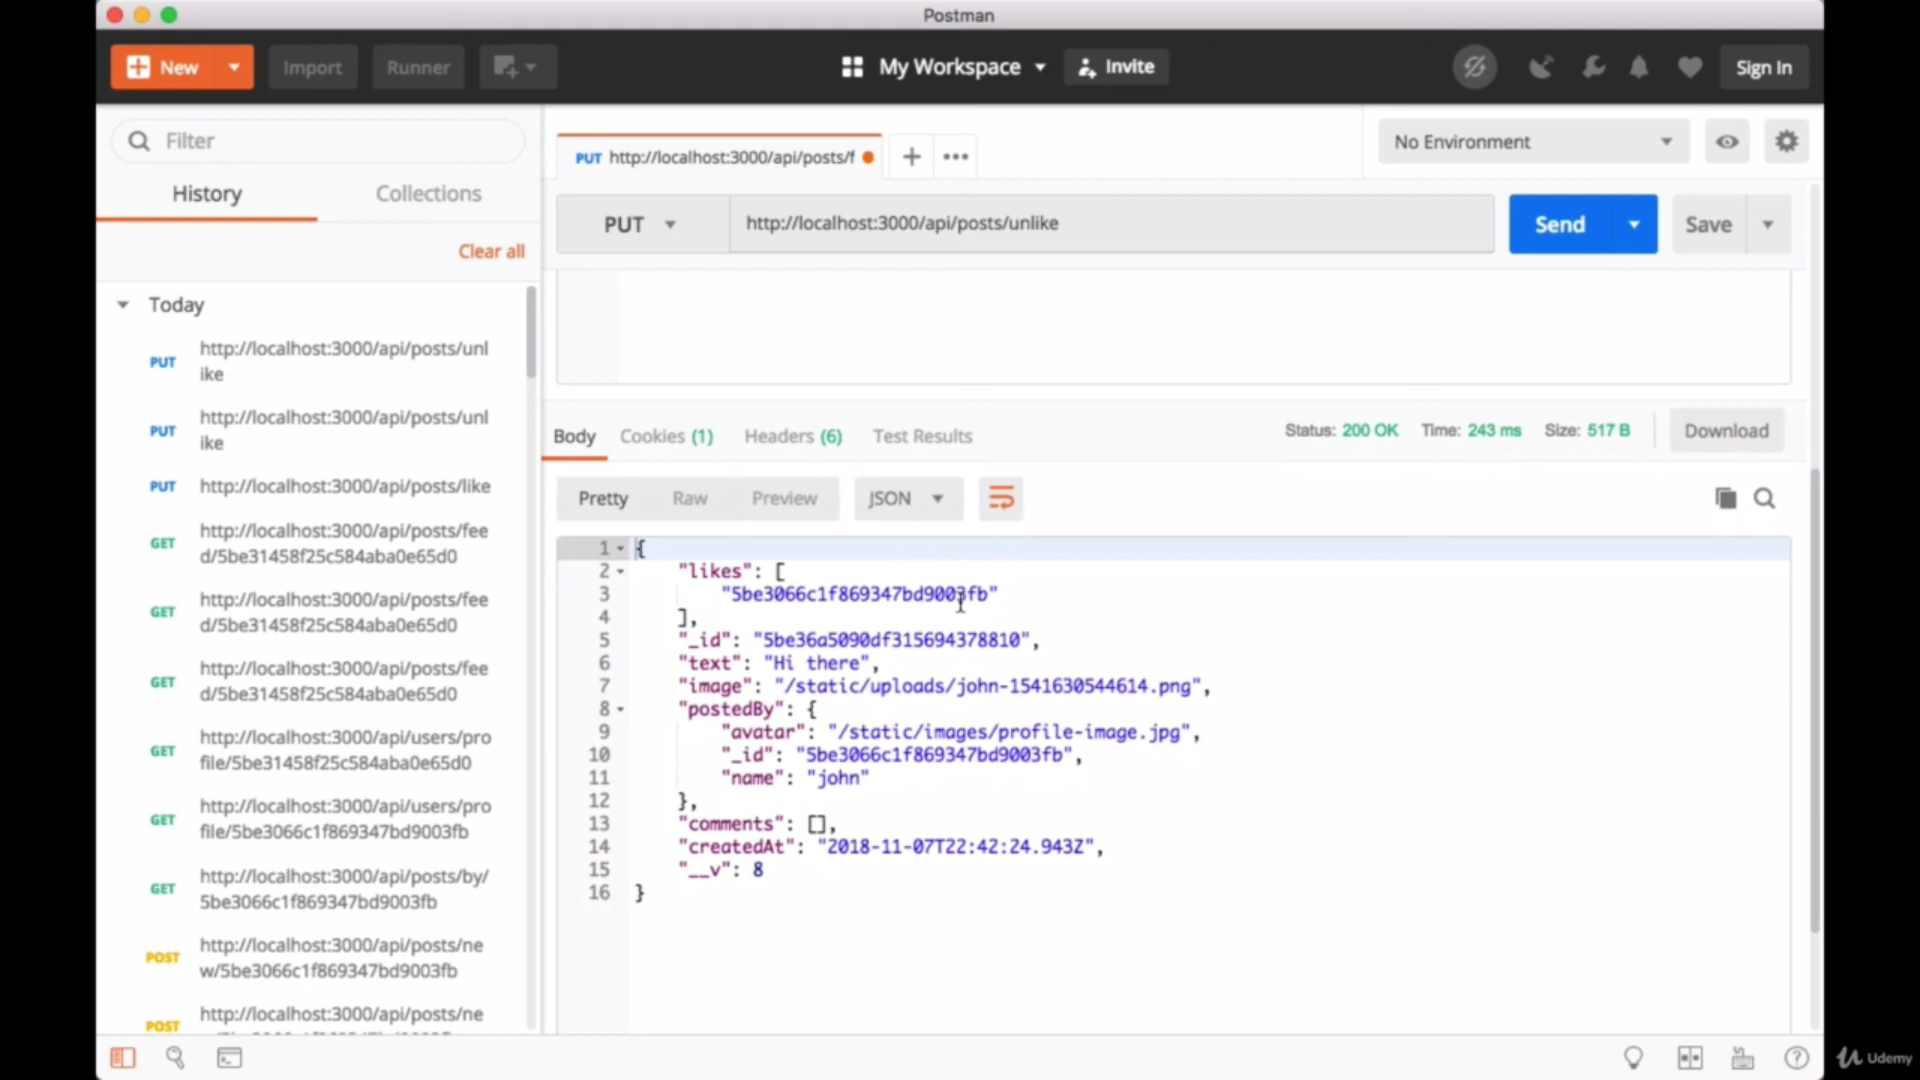 Postman
New
Import
Runner
My Workspace
Invite
Sign In
Filter
History
Collections
Clear all
Today
PUT
http://localhost:3000/api/posts/unl
ike
PUT
http://localhost:3000/api/posts/unl
ike
PUT
http://localhost:3000/api/posts/like
GET
http://localhost:3000/api/posts/fee
d/5be31458f25c584aba0e65d0
GET
http://localhost:3000/api/posts/fee
d/5be31458f25c584aba0e65d0
GET
http://localhost:3000/api/posts/fee
d/5be31458f25c584aba0e65d0
GET
http://localhost:3000/api/users/pro
file/5be31458f25c584aba0e65d0
GET
http://localhost:3000/api/users/pro
file/5be3066c1f869347bd9003fb
GET
http://localhost:3000/api/posts/by/
5be3066c1f869347bd9003fb
POST
http://localhost:3000/api/posts/ne
w/5be3066c1f869347bd9003fb
POST
http://localhost:3000/api/posts/ne
PUT http://localhost:3000/api/posts/f
No Environment
PUT
http://localhost:3000/api/posts/unlike
Send
Save
Body
Cookies (1)
Headers (6)
Test Results
Status: 200 OK
Time: 243 ms
Size: 517 B
Download
Pretty
Raw
Preview
JSON
1 {
2 "likes": [
3 "5be3066c1f869347bd9003fb"
4 ],
5 "_id": "5be36a5090df315694378810",
6 "text": "Hi there",
7 "image": "/static/uploads/john-1541630544614.png",
8 "postedBy": {
9 "avatar": "/static/images/profile-image.jpg",
10 "_id": "5be3066c1f869347bd9003fb",
11 "name": "john"
12 },
13 "comments": [],
14 "createdAt": "2018-11-07T22:42:24.943Z",
15 "__v": 8
16 }
Udemy